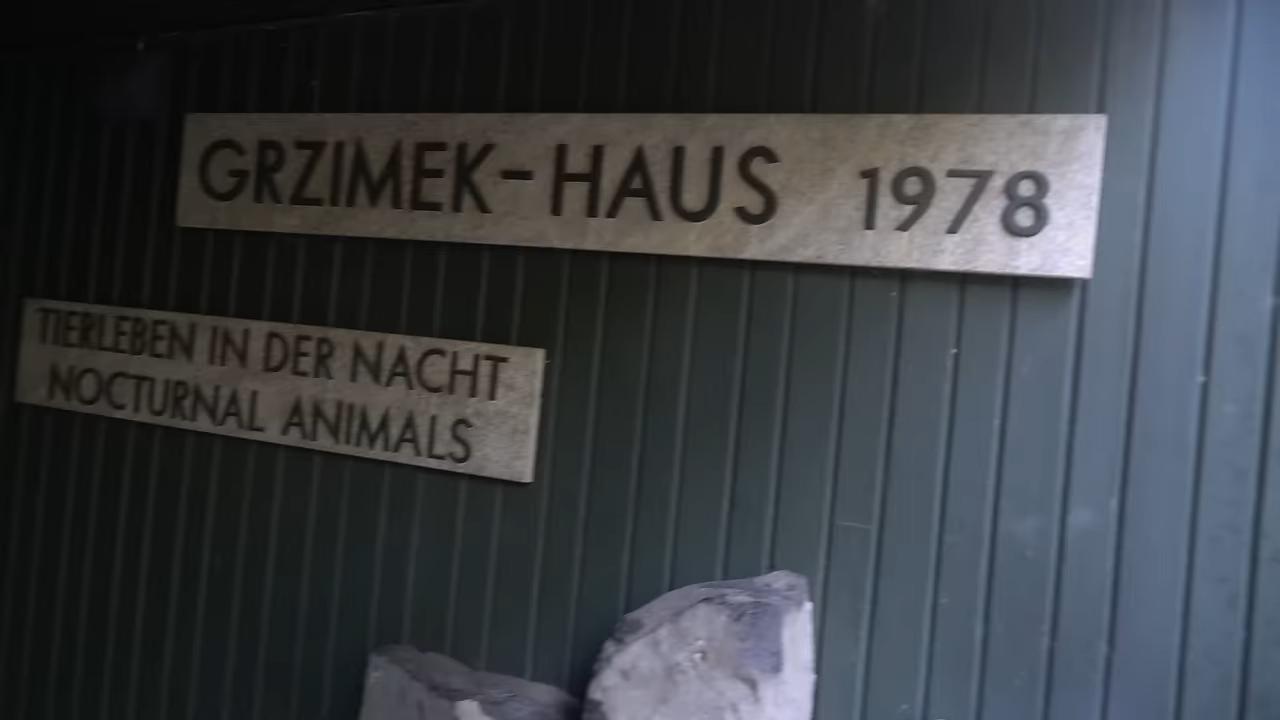 GRZIMEK-HAUS 1978
TIERLEBEN IN DER NACHT
NOCTURNAL ANIMALS